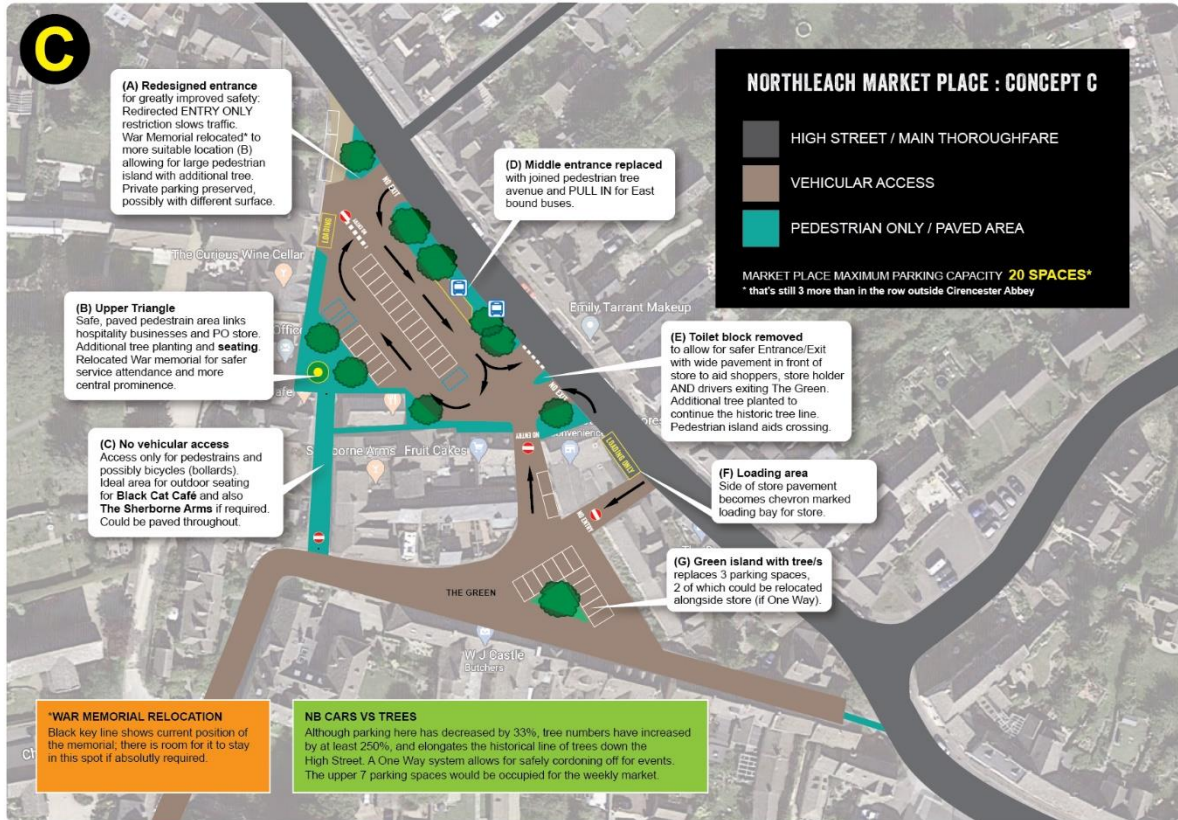 C
NORTHLEACH MARKET PLACE : CONCEPT C
HIGH STREET / MAIN THOROUGHFARE
VEHICULAR ACCESS
PEDESTRIAN ONLY / PAVED AREA
MARKET PLACE MAXIMUM PARKING CAPACITY 20 SPACES*
* that's still 3 more than in the row outside Cirencester Abbey
(A) Redesigned entrance
for greatly improved safety:
Redirected ENTRY ONLY
restriction slows traffic.
War Memorial relocated* to
more suitable location (B)
allowing for large pedestrian
island with additional tree.
Private parking preserved,
possibly with different surface.
(D) Middle entrance replaced
with joined pedestrian tree
avenue and PULL IN for East
bound buses.
NO EXIT
LOADING
The Curious Wine Cellar
Emily Tarrant Makeup
(B) Upper Triangle
Safe, paved pedestrain area links
hospitality businesses and PO store.
Additional tree planting and seating.
Relocated War memorial for safer
service attendance and more
central prominence.
(E) Toilet block removed
to allow for safer Entrance/Exit
with wide pavement in front of
store to aid shoppers, store holder
AND drivers exiting The Green.
Additional tree planted to
continue the historic tree line.
Pedestrian island aids crossing.
NO EXIT
NO ENTRY
LOADING ONLY
Fruit Cakes
(C) No vehicular access
Access only for pedestrains and
possibly bicycles (bollards).
Ideal area for outdoor seating
for Black Cat Café and also
The Sherborne Arms if required.
Could be paved throughout.
(F) Loading area
Side of store pavement
becomes chevron marked
loading bay for store.
NO ENTRY
(G) Green island with tree/s
replaces 3 parking spaces,
2 of which could be relocated
alongside store (if One Way).
THE GREEN
W J Castle
Butchers
*WAR MEMORIAL RELOCATION
Black key line shows current position of
the memorial; there is room for it to stay
in this spot if absolutly required.
NB CARS VS TREES
Although parking here has decreased by 33%, tree numbers have increased
by at least 250%, and elongates the historical line of trees down the
High Street. A One Way system allows for safely cordoning off for events.
The upper 7 parking spaces would be occupied for the weekly market.